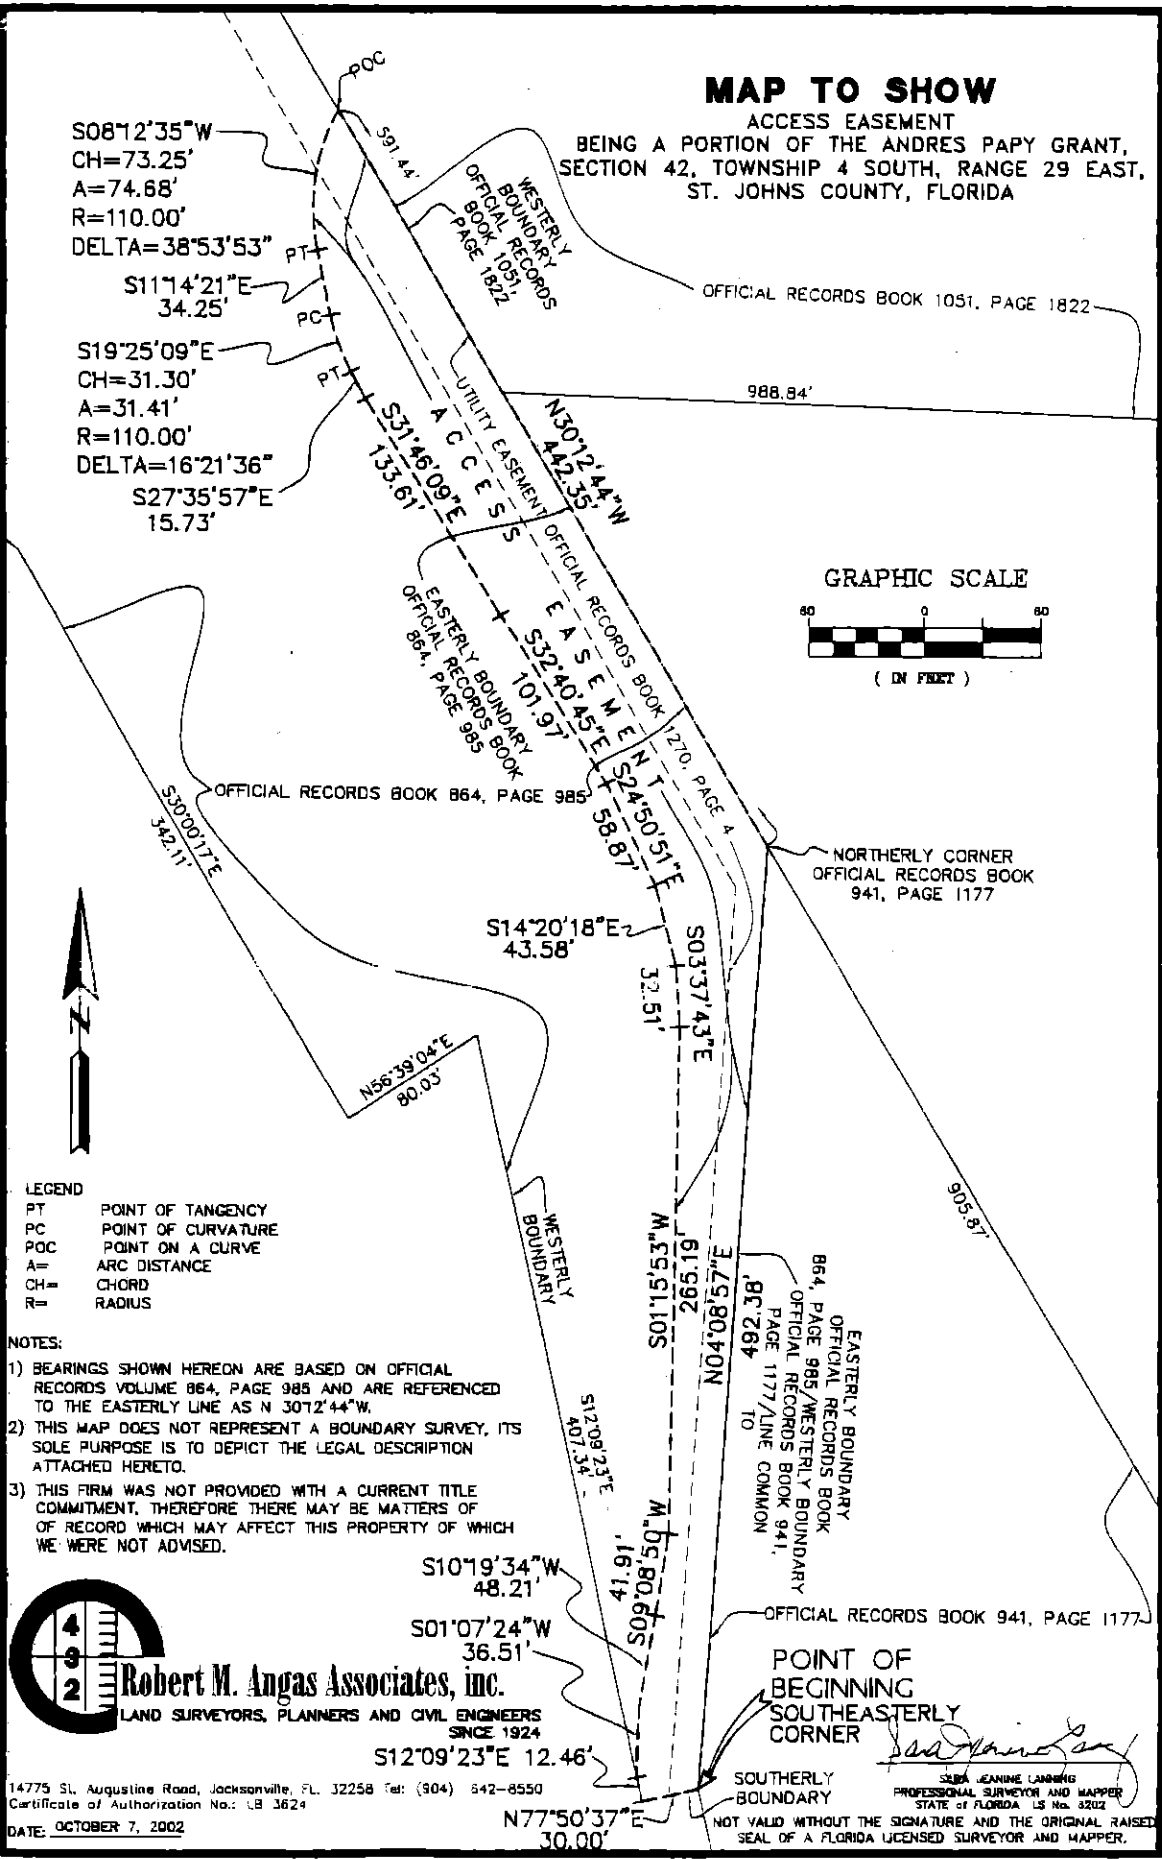 MAP TO SHOW
ACCESS EASEMENT
BEING A PORTION OF THE ANDRES PAPY GRANT,
SECTION 42, TOWNSHIP 4 SOUTH, RANGE 29 EAST,
ST. JOHNS COUNTY, FLORIDA
POC
591.44'
S08°12'35"W
CH=73.25'
A=74.68'
R=110.00'
DELTA=38°53'53"
PT
S11°14'21"E
34.25'
PC
S19°25'09"E
CH=31.30'
A=31.41'
R=110.00'
DELTA=16°21'36"
PT
S27°35'57"E
15.73'
WESTERLY
BOUNDARY
OFFICIAL RECORDS
BOOK 1051,
PAGE 1822
OFFICIAL RECORDS BOOK 1051, PAGE 1822
988.84'
N30°12'44"W
442.35'
UTILITY EASEMENT OFFICIAL RECORDS BOOK 1270, PAGE 4
ACCESS EASEMENT
S31°46'09"E
133.61'
EASTERLY BOUNDARY
OFFICIAL RECORDS BOOK
864, PAGE 985
S32°40'45"E
101.97'
GRAPHIC SCALE
60 0 60
( IN FEET )
OFFICIAL RECORDS BOOK 864, PAGE 985
S30°00'17"E
342.11'
S24°50'51"E
58.87'
NORTHERLY CORNER
OFFICIAL RECORDS BOOK
941, PAGE 1177
S14°20'18"E
43.58'
S03°37'43"E
32.51'
N
N56°39'04"E
80.03'
905.87'
LEGEND
PT POINT OF TANGENCY
PC POINT OF CURVATURE
POC POINT ON A CURVE
A= ARC DISTANCE
CH= CHORD
R= RADIUS
WESTERLY
BOUNDARY
S01°15'53"W
265.19'
N04°08'57"E
492.38'
EASTERLY BOUNDARY
OFFICIAL RECORDS BOOK
864, PAGE 985/WESTERLY BOUNDARY
OFFICIAL RECORDS BOOK 941,
PAGE 1177/LINE COMMON
TO
NOTES:
1) BEARINGS SHOWN HEREON ARE BASED ON OFFICIAL
RECORDS VOLUME 864, PAGE 985 AND ARE REFERENCED
TO THE EASTERLY LINE AS N 30°12'44"W.
2) THIS MAP DOES NOT REPRESENT A BOUNDARY SURVEY, ITS
SOLE PURPOSE IS TO DEPICT THE LEGAL DESCRIPTION
ATTACHED HERETO.
3) THIS FIRM WAS NOT PROVIDED WITH A CURRENT TITLE
COMMITMENT, THEREFORE THERE MAY BE MATTERS OF
OF RECORD WHICH MAY AFFECT THIS PROPERTY OF WHICH
WE WERE NOT ADVISED.
S12°09'23"E
407.34'
S09°08'50"W
41.91'
S10°19'34"W
48.21'
S01°07'24"W
36.51'
OFFICIAL RECORDS BOOK 941, PAGE 1177
POINT OF
BEGINNING
SOUTHEASTERLY
CORNER
4
3
2
Robert M. Angas Associates, inc.
LAND SURVEYORS, PLANNERS AND CIVIL ENGINEERS
SINCE 1924
S12°09'23"E 12.46'
14775 St. Augustine Road, Jacksonville, FL. 32258 Tel: (904) 642-8550
Certificate of Authorization No.: LB 3624
DATE: OCTOBER 7, 2002
N77°50'37"E
30.00'
SOUTHERLY
BOUNDARY
SARA JEANINE LANNING
PROFESSIONAL SURVEYOR AND MAPPER
STATE of FLORIDA LS No. 5202
NOT VALID WITHOUT THE SIGNATURE AND THE ORIGINAL RAISED
SEAL OF A FLORIDA LICENSED SURVEYOR AND MAPPER.